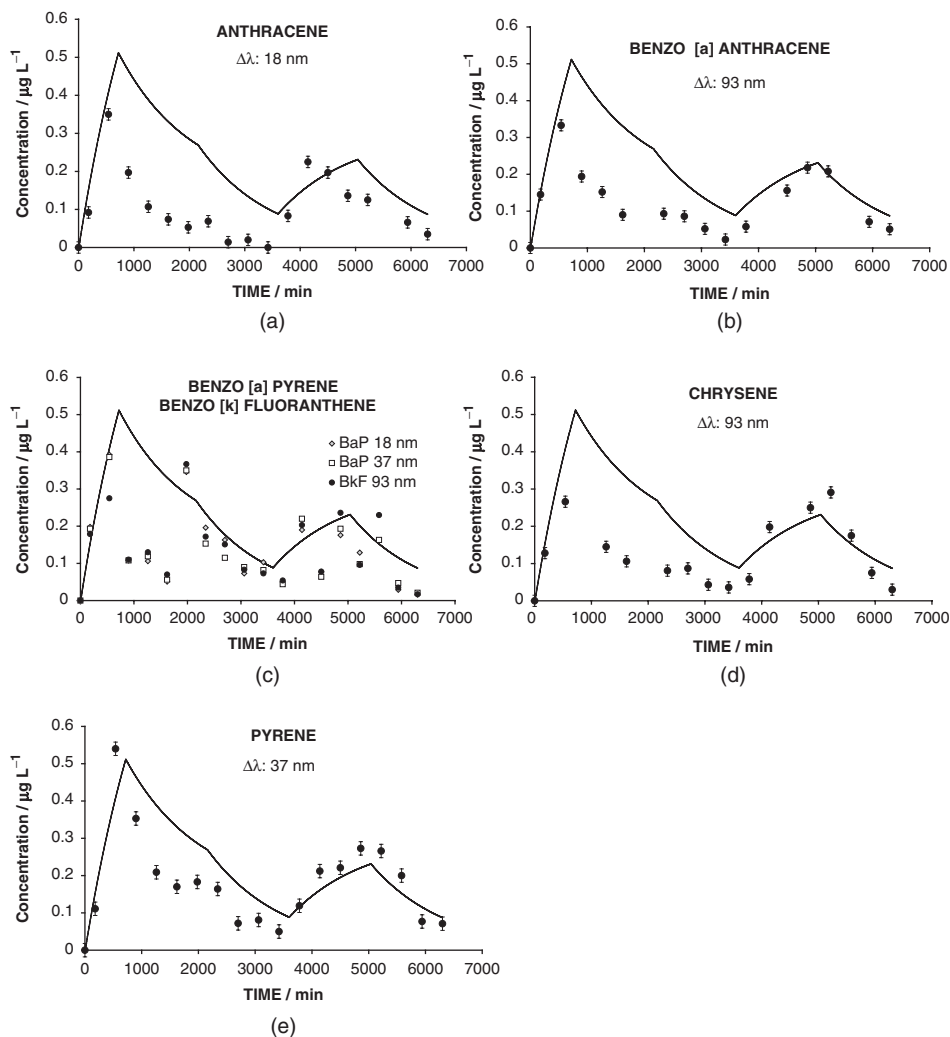 ANTHRACENE
Δλ: 18 nm
Concentration / µg L⁻¹
0.6
0.5
0.4
0.3
0.2
0.1
0
0 1000 2000 3000 4000 5000 6000 7000
TIME / min
(a)
BENZO [a] ANTHRACENE
Δλ: 93 nm
Concentration / µg L⁻¹
0.6
0.5
0.4
0.3
0.2
0.1
0
0 1000 2000 3000 4000 5000 6000 7000
TIME / min
(b)
BENZO [a] PYRENE
BENZO [k] FLUORANTHENE
BaP 18 nm
BaP 37 nm
BkF 93 nm
Concentration / µg L⁻¹
0.6
0.5
0.4
0.3
0.2
0.1
0
0 1000 2000 3000 4000 5000 6000 7000
TIME / min
(c)
CHRYSENE
Δλ: 93 nm
Concentration / µg L⁻¹
0.6
0.5
0.4
0.3
0.2
0.1
0
0 1000 2000 3000 4000 5000 6000 7000
TIME / min
(d)
PYRENE
Δλ: 37 nm
Concentration / µg L⁻¹
0.6
0.5
0.4
0.3
0.2
0.1
0
0 1000 2000 3000 4000 5000 6000 7000
TIME / min
(e)